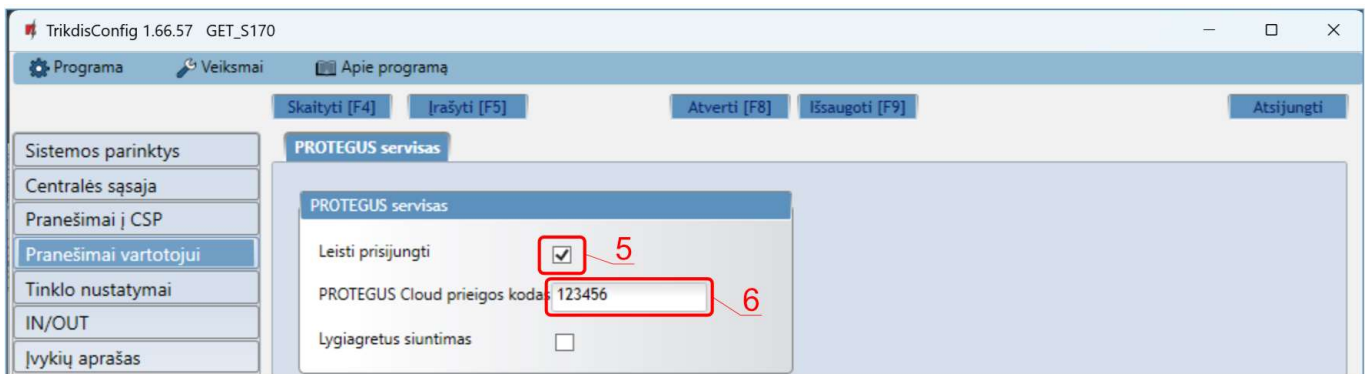 TrikdisConfig 1.66.57 GET_S170
Programa Veiksmai Apie programą
Skaityti [F4] Įrašyti [F5] Atverti [F8] Išsaugoti [F9] Atsijungti
Sistemos parinktys
Centralės sąsaja
Pranešimai į CSP
Pranešimai vartotojui
Tinklo nustatymai
IN/OUT
Įvykių aprašas
PROTEGUS servisas
PROTEGUS servisas
Leisti prisijungti 5
PROTEGUS Cloud prieigos kodas 123456 6
Lygiagretus siuntimas